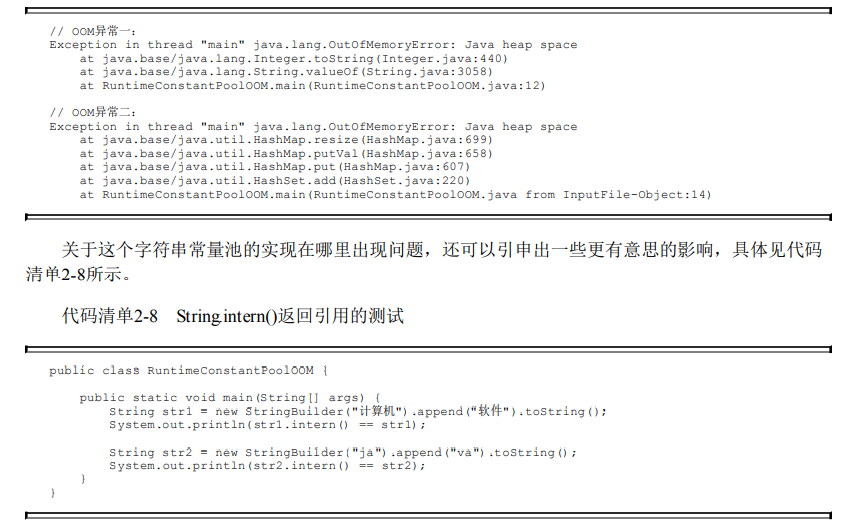 // OOM异常一：
Exception in thread "main" java.lang.OutOfMemoryError: Java heap space
at java.base/java.lang.Integer.toString(Integer.java:440)
at java.base/java.lang.String.valueOf(String.java:3058)
at RuntimeConstantPoolOOM.main(RuntimeConstantPoolOOM.java:12)
// OOM异常二：
Exception in thread "main" java.lang.OutOfMemoryError: Java heap space
at java.base/java.util.HashMap.resize(HashMap.java:699)
at java.base/java.util.HashMap.putVal(HashMap.java:658)
at java.base/java.util.HashMap.put(HashMap.java:607)
at java.base/java.util.HashSet.add(HashSet.java:220)
at RuntimeConstantPoolOOM.main(RuntimeConstantPoolOOM.java from InputFile-Object:14)
关于这个字符串常量池的实现在哪里出现问题，还可以引申出一些更有意思的影响，具体见代码
清单2-8所示。
代码清单2-8 String.intern()返回引用的测试
public class RuntimeConstantPoolOOM {
public static void main(String[] args) {
String str1 = new StringBuilder("计算机").append("软件").toString();
System.out.println(str1.intern() == str1);
String str2 = new StringBuilder("ja").append("va").toString();
System.out.println(str2.intern() == str2);
}
}